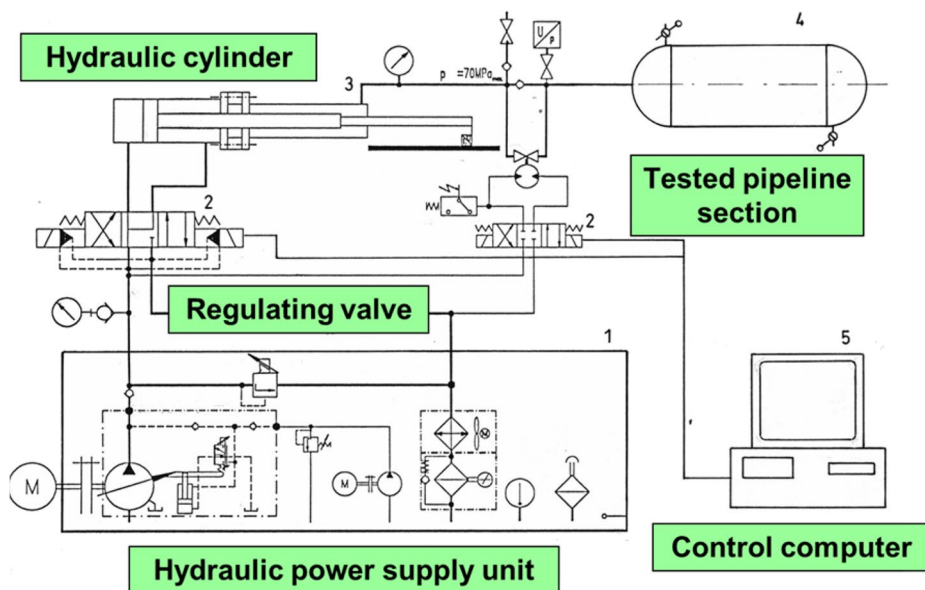 Hydraulic cylinder
3
p =70MPa max.
U
p
4
Tested pipeline
section
2
2
Regulating valve
1
5
M
M
M
Hydraulic power supply unit
Control computer